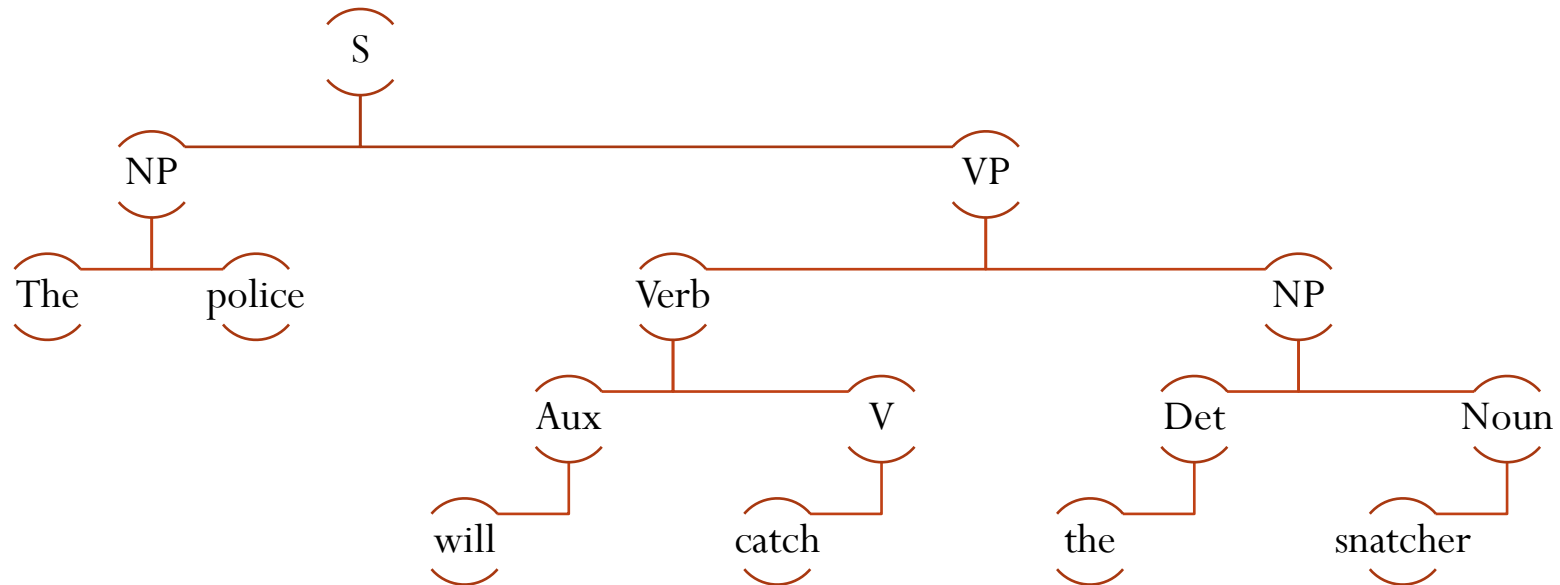 S
NP VP
The police Verb NP
Aux V Det Noun
will catch the snatcher